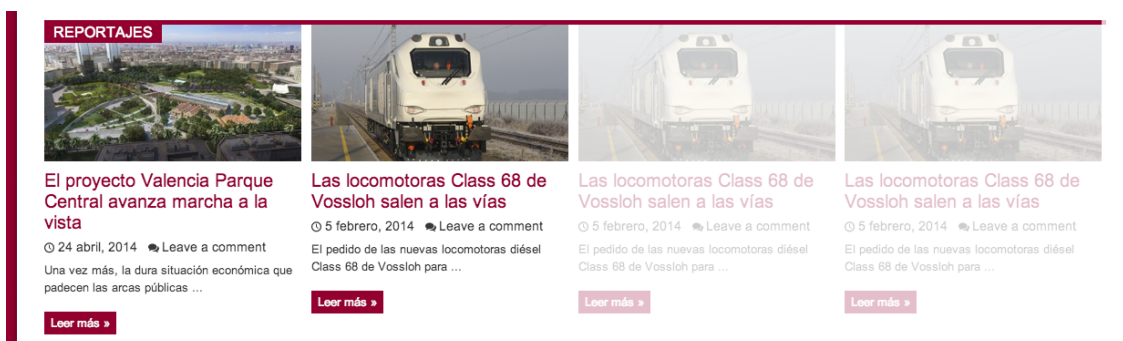 REPORTAJES
El proyecto Valencia Parque
Central avanza marcha a la
vista
24 abril, 2014 Leave a comment
Una vez más, la dura situación económica que
padecen las arcas públicas ...
Leer más »
Las locomotoras Class 68 de
Vossloh salen a las vías
5 febrero, 2014 Leave a comment
El pedido de las nuevas locomotoras diésel
Class 68 de Vossloh para ...
Leer más »
Las locomotoras Class 68 de
Vossloh salen a las vías
5 febrero, 2014 Leave a comment
El pedido de las nuevas locomotoras diésel
Class 68 de Vossloh para ...
Leer más »
Las locomotoras Class 68 de
Vossloh salen a las vías
5 febrero, 2014 Leave a comment
El pedido de las nuevas locomotoras diésel
Class 68 de Vossloh para ...
Leer más »